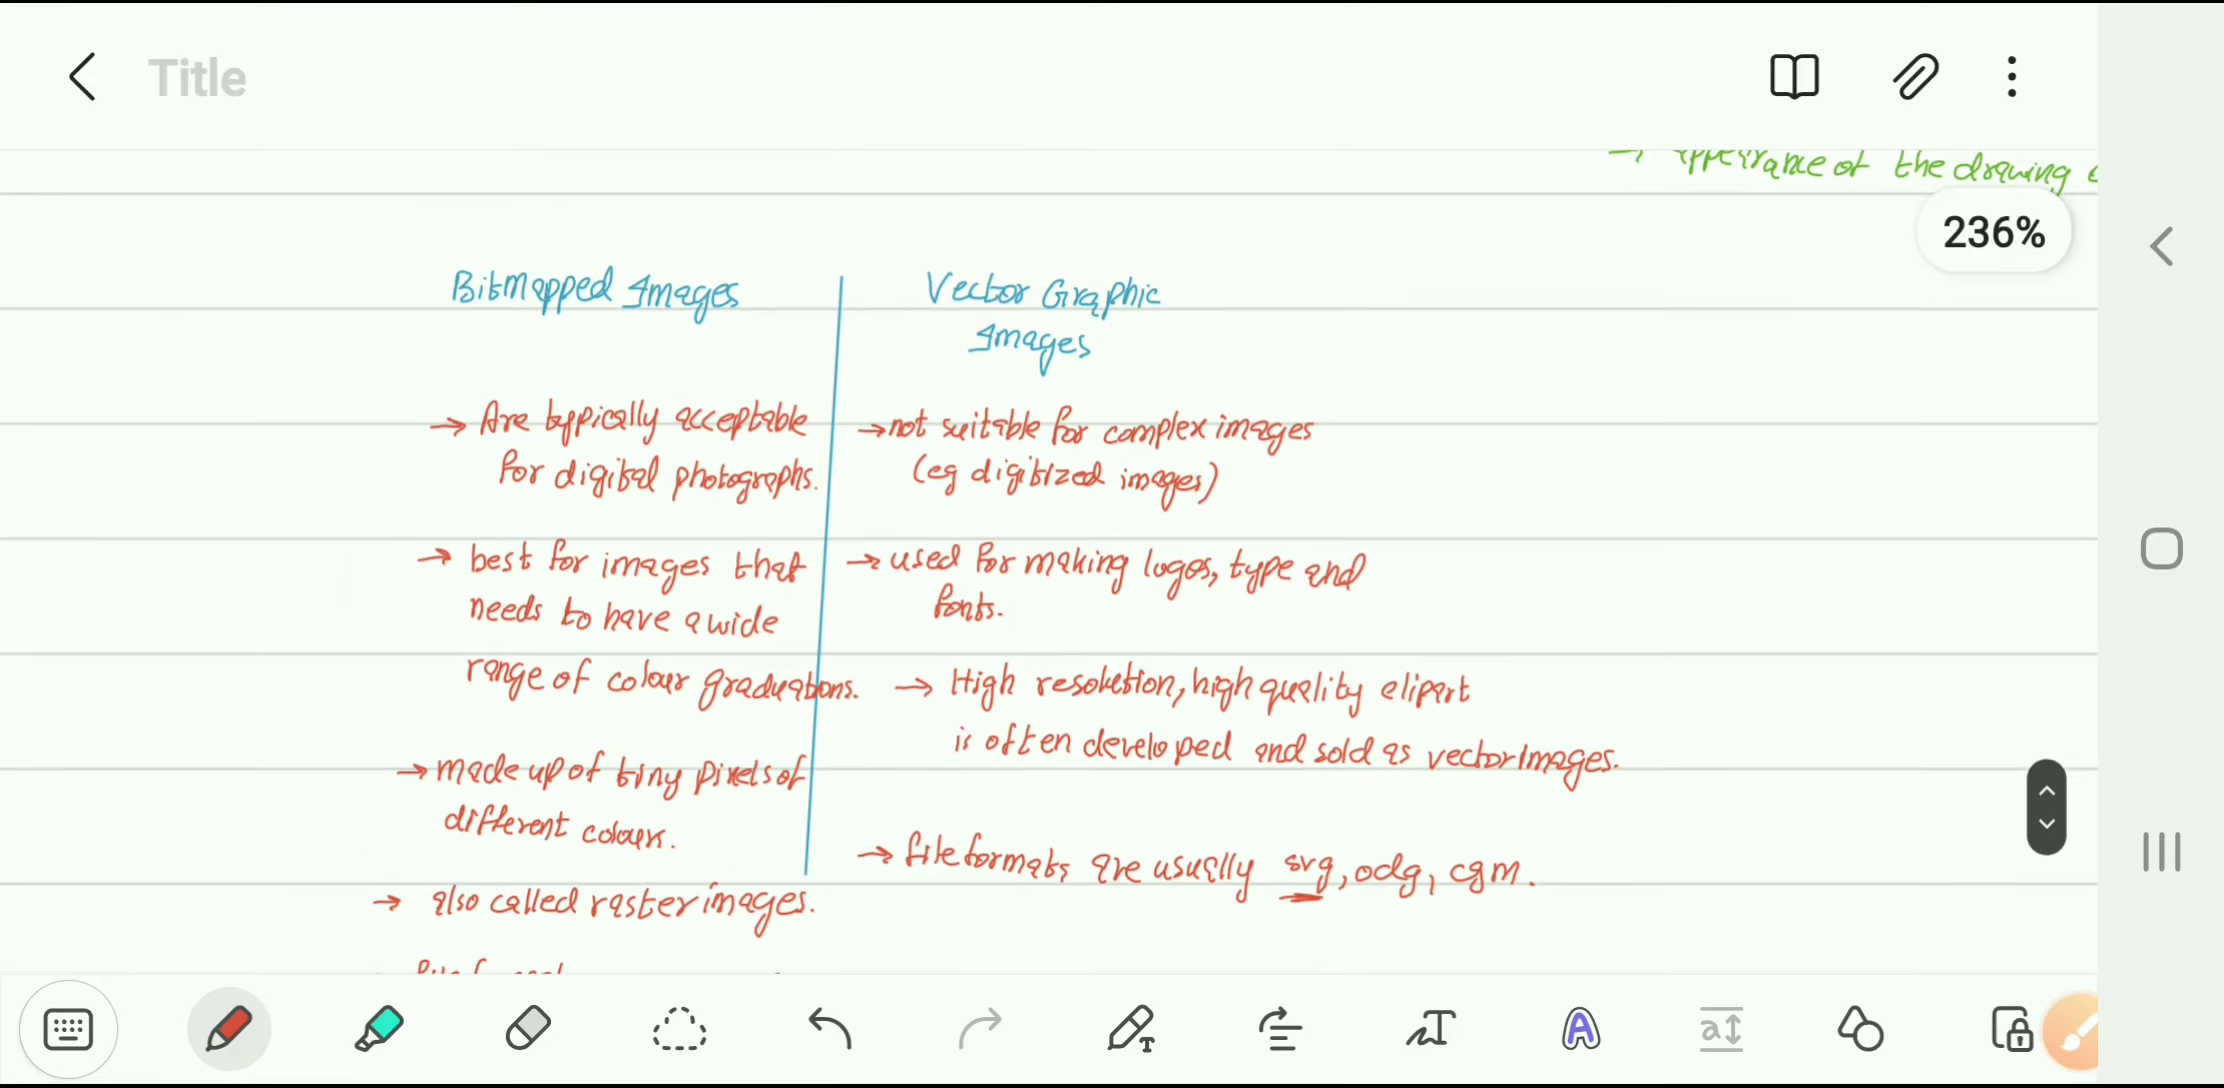 Title
appearance of the drawing
236%
Bitmapped Images
Vector Graphic
Images
→ Are typically acceptable
for digital photographs.
→ not suitable for complex images
(eg digitized images)
→ best for images that
needs to have a wide
range of colour graduations.
→ used for making logos, type and
fonts.
→ High resolution, high quality clipart
is often developed and sold as vector images.
→ made up of tiny pixels of
different colours.
→ file formats are usually svg, odg, cgm.
→ also called raster images.